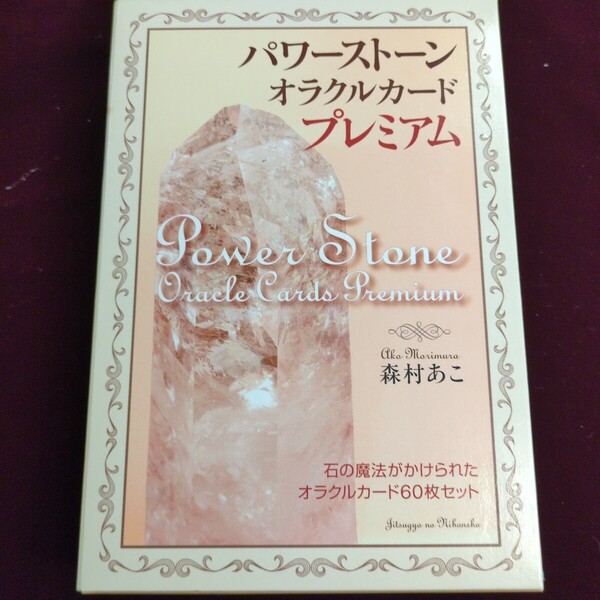 パワーストーン
オラクルカード
プレミアム
Power Stone
Oracle Cards Premium
Ako Morimura
森村あこ
石の魔法がかけられた
オラクルカード60枚セット
Jitsugyo no Nihonsha